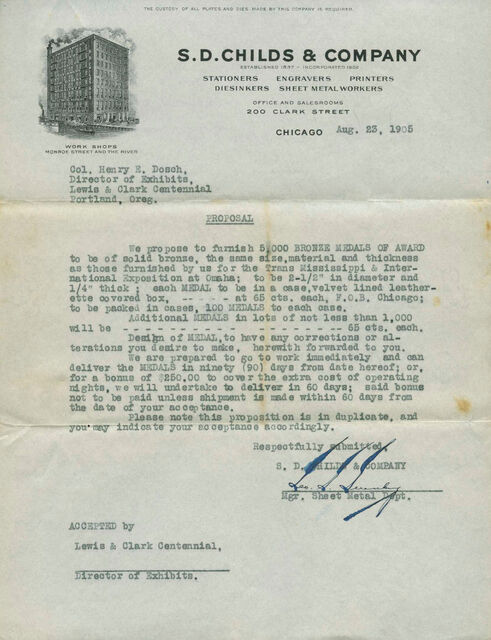 THE CUSTODY OF ALL PLATES AND DIES MADE BY THIS COMPANY IS REQUIRED.
S.D. CHILDS & COMPANY
ESTABLISHED 1837 - INCORPORATED 1902
STATIONERS ENGRAVERS PRINTERS
DIESINKERS SHEET METAL WORKERS
OFFICE AND SALESROOMS
200 CLARK STREET
CHICAGO Aug. 23, 1905
WORK SHOPS
MONROE STREET AND THE RIVER
Col. Henry E. Dosch,
Director of Exhibits,
Lewis & Clark Centennial
Portland, Oreg.
PROPOSAL
We propose to furnish 5,000 BRONZE MEDALS OF AWARD
to be of solid bronze, the same size,material and thickness
as those furnished by us for the Trans Mississippi & Inter-
national Exposition at Omaha; to be 2-1/2" in diameter and
1/4" thick ; each MEDAL to be in a case,velvet lined leather-
ette covered box, - - - - - at 65 cts. each, F.O.B. Chicago;
to be packed in cases, 100 MEDALS to each case.
Additional MEDALS in lots of not less than 1,000
will be - - - - - - - - - - - - - - - - - - - - 65 cts. each.
Design of MEDAL,to have any corrections or al-
terations you desire to make, herewith forwarded to you.
We are prepared to go to work immediately and can
deliver the MEDALS in ninety (90) days from date hereof; or,
for a bonus of $250.00 to cover the extra cost of operating
nights, we will undertake to deliver in 60 days; said bonus
not to be paid unless shipment is made within 60 days from
the date of your acceptance.
Please note this proposition is in duplicate, and
you may indicate your acceptance accordingly.
Respectfully submitted,
S. D. CHILDS & COMPANY
Mgr. Sheet Metal Dept.
ACCEPTED by
Lewis & Clark Centennial,
Director of Exhibits.